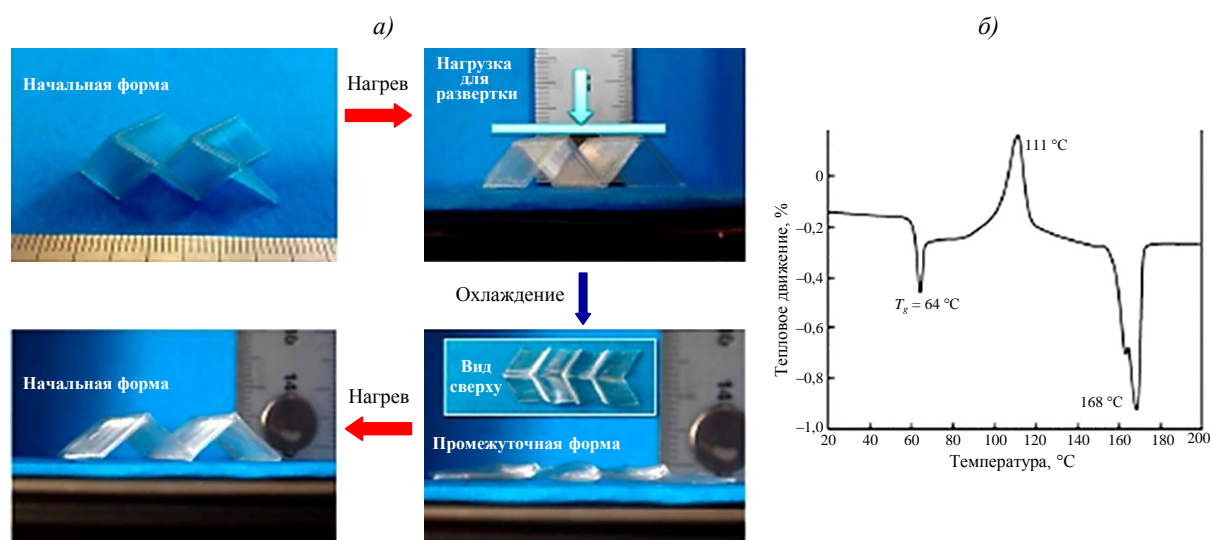 а)
Начальная форма
Нагрев
Нагрузка
для
развертки
Охлаждение
Начальная форма
Нагрев
Вид
сверху
Промежуточная форма
14
б)
Тепловое движение, %
0
–0,2
–0,4
–0,6
–0,8
–1,0
111 °C
Tg = 64 °C
168 °C
20 40 60 80 100 120 140 160 180 200
Температура, °C